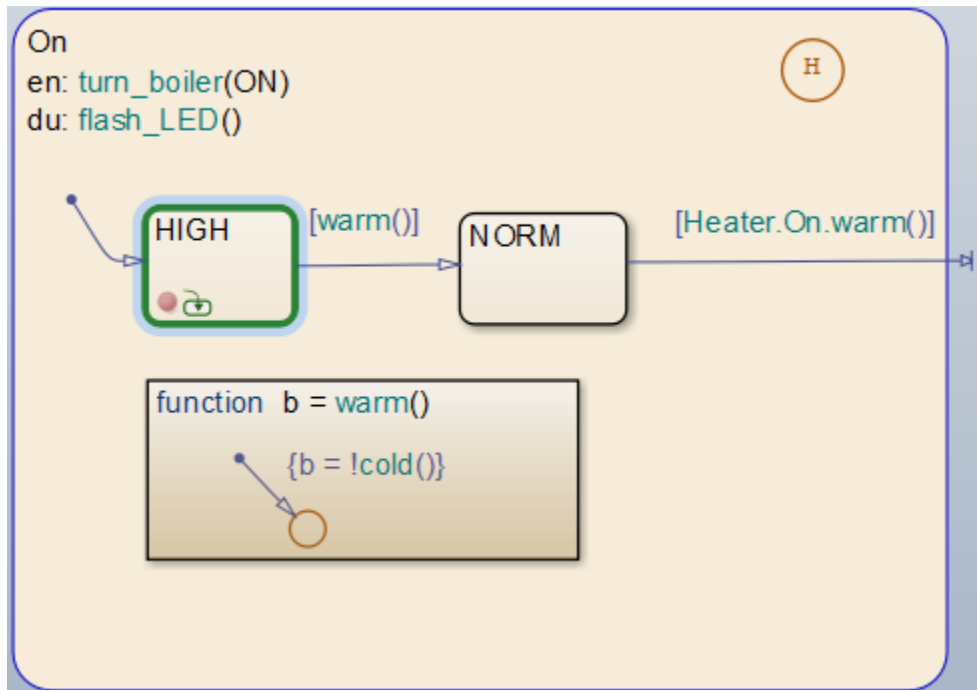 On
en: turn_boiler(ON)
du: flash_LED()
H
HIGH
[warm()]
NORM
[Heater.On.warm()]
function b = warm()
{b = !cold()}